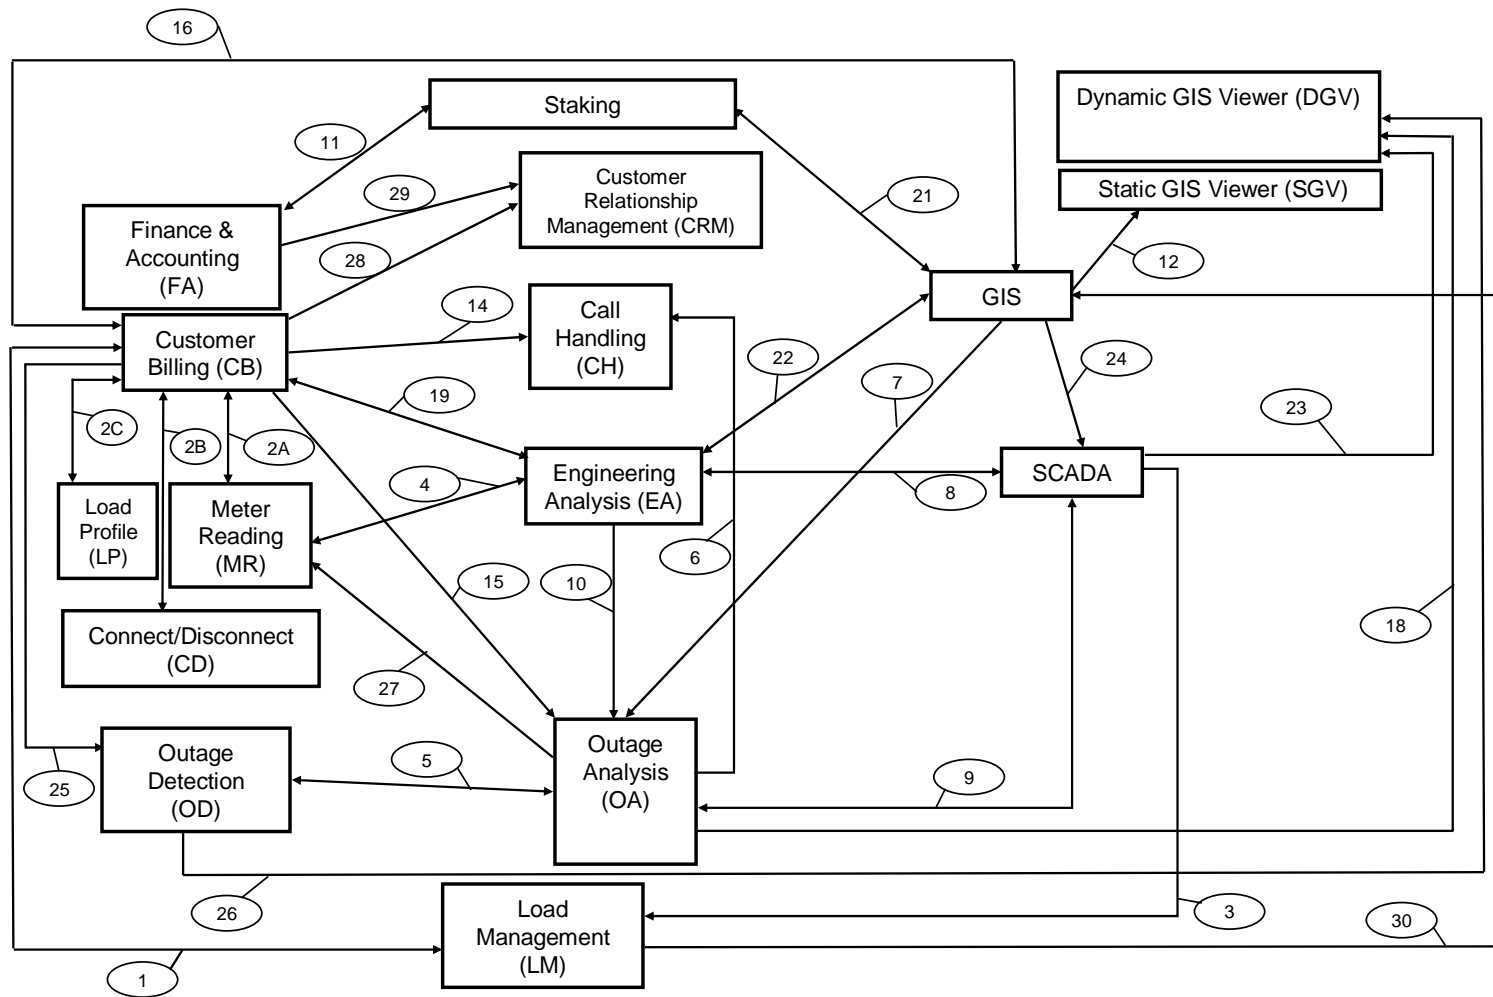 16
Staking
Dynamic GIS Viewer (DGV)
11
Customer
Relationship
Management (CRM)
29
Static GIS Viewer (SGV)
21
Finance &
Accounting
(FA)
28
12
GIS
14
Call
Handling
(CH)
Customer
Billing (CB)
22
7
24
19
23
2C
2B
2A
Engineering
Analysis (EA)
SCADA
4
8
Load
Profile
(LP)
Meter
Reading
(MR)
6
15
10
18
Connect/Disconnect
(CD)
27
Outage
Detection
(OD)
Outage
Analysis
(OA)
5
9
25
26
Load
Management
(LM)
3
30
1